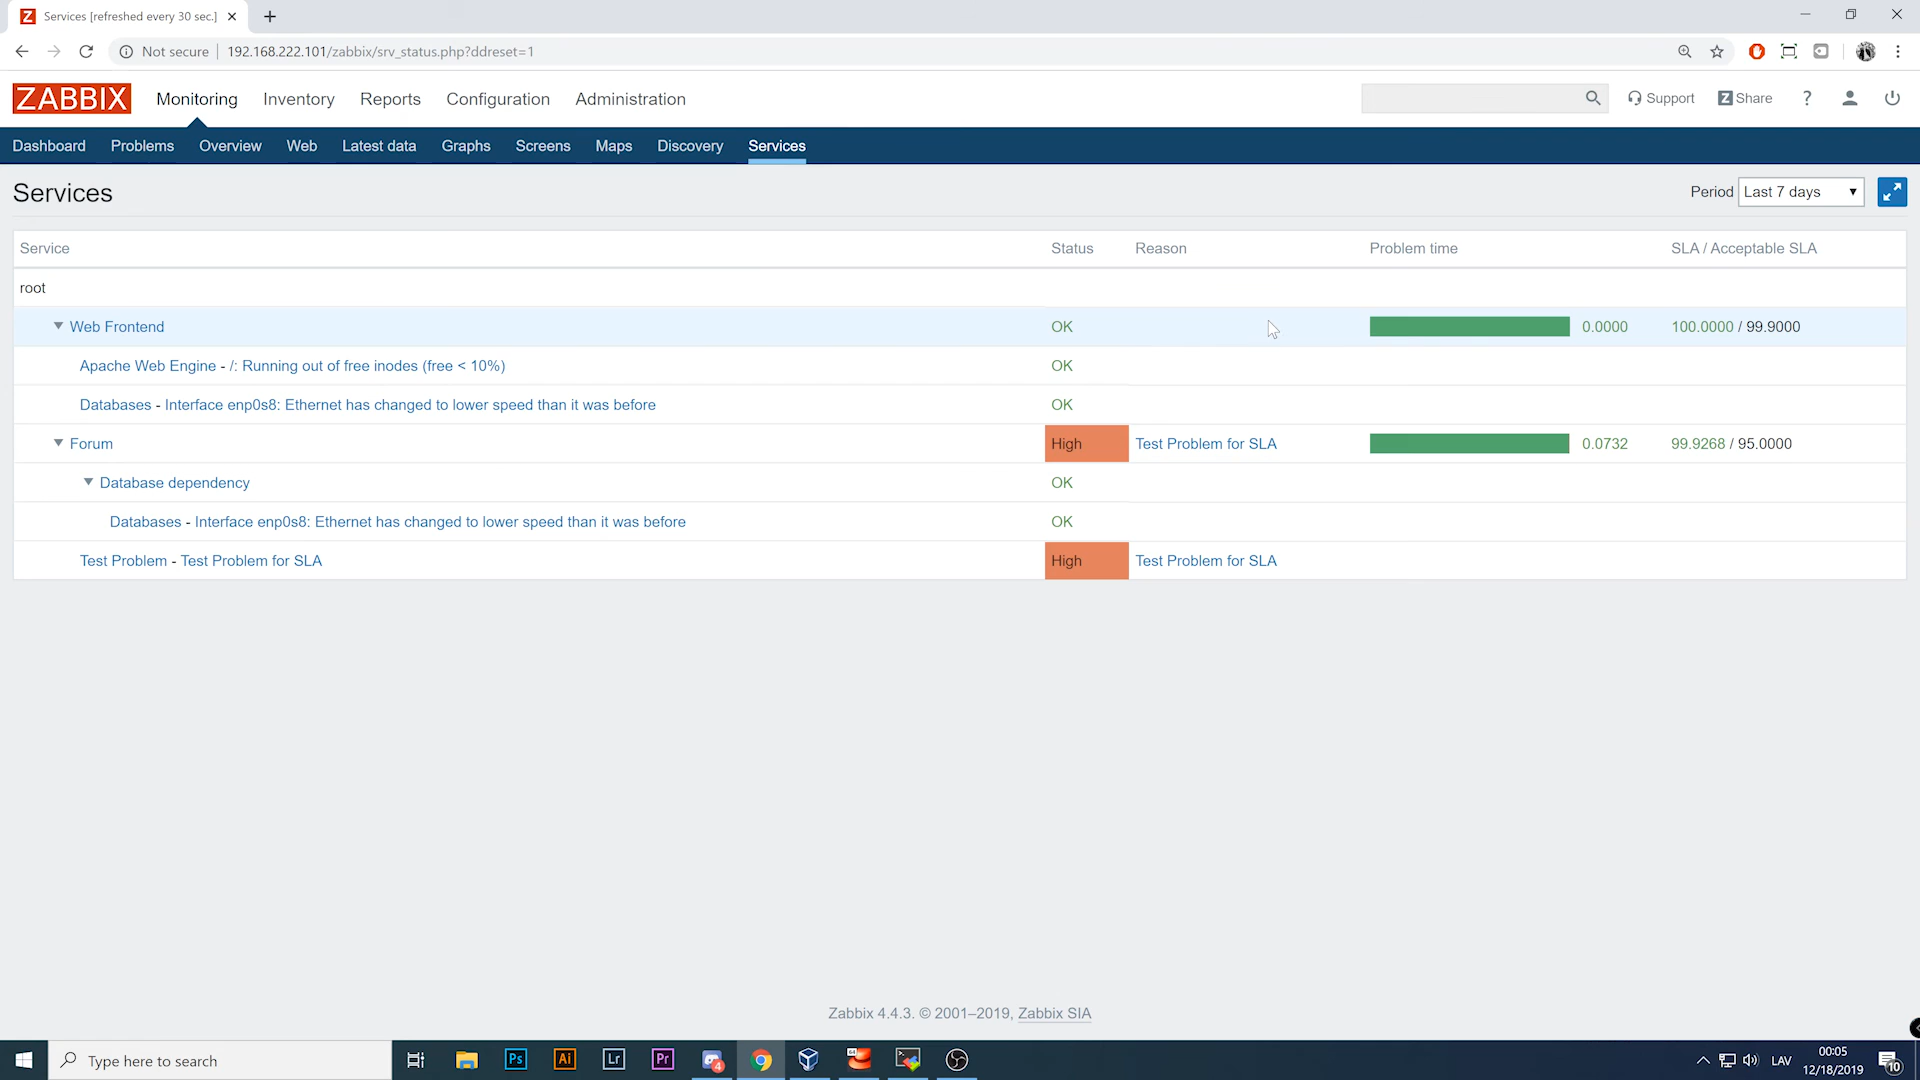 Services [refreshed every 30 sec.]
Not secure 192.168.222.101/zabbix/srv_status.php?ddreset=1
ZABBIX Monitoring Inventory Reports Configuration Administration Support Z Share ?
Dashboard Problems Overview Web Latest data Graphs Screens Maps Discovery Services
Services Period Last 7 days
Service Status Reason Problem time SLA / Acceptable SLA
root
Web Frontend OK 0.0000 100.0000 / 99.9000
Apache Web Engine - /: Running out of free inodes (free < 10%) OK
Databases - Interface enp0s8: Ethernet has changed to lower speed than it was before OK
Forum High Test Problem for SLA 0.0732 99.9268 / 95.0000
Database dependency OK
Databases - Interface enp0s8: Ethernet has changed to lower speed than it was before OK
Test Problem - Test Problem for SLA High Test Problem for SLA
Zabbix 4.4.3. © 2001–2019, Zabbix SIA
Type here to search Ps Ai Lr Pr 4 64 LAV 00:05 10
12/18/2019